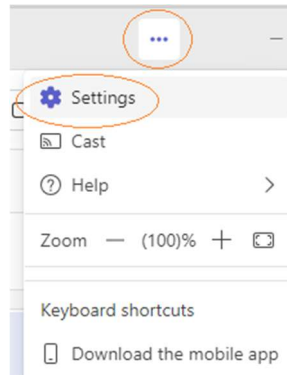 Settings
Cast
Help
Zoom — (100)% +
Keyboard shortcuts
Download the mobile app